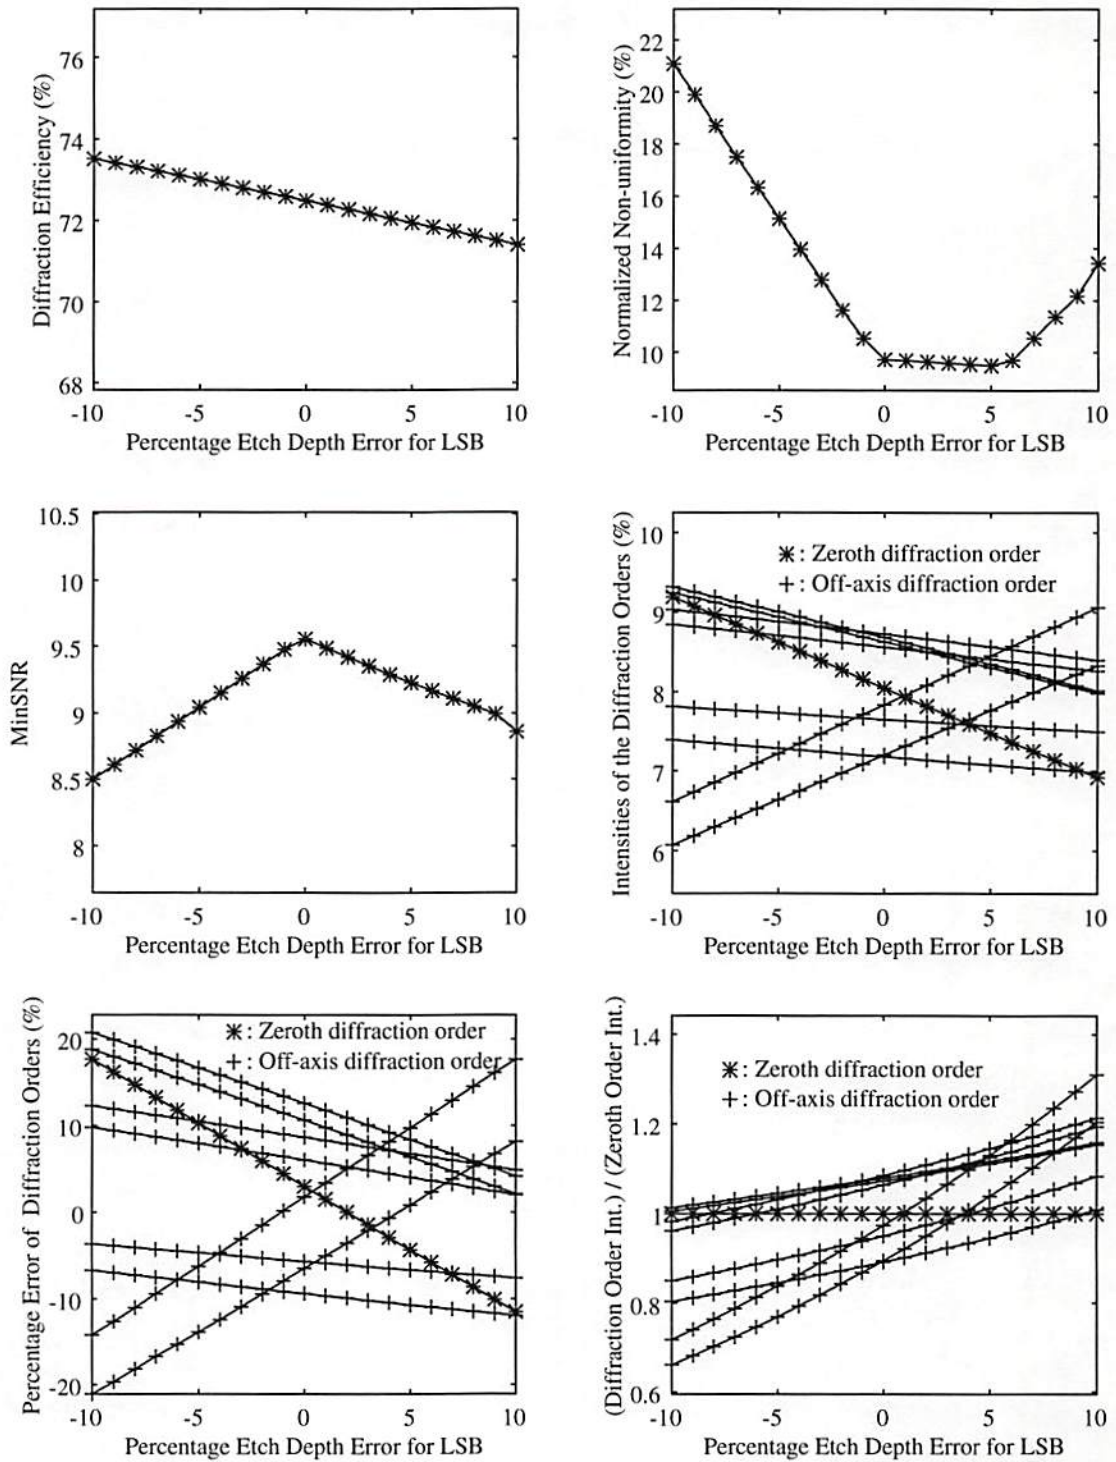 Diffraction Efficiency (%)
76
74
72
70
68
-10 -5 0 5 10
Percentage Etch Depth Error for LSB
Normalized Non-uniformity (%)
22
20
18
16
14
12
10
-10 -5 0 5 10
Percentage Etch Depth Error for LSB
MinSNR
10.5
10
9.5
9
8.5
8
-10 -5 0 5 10
Percentage Etch Depth Error for LSB
Intensities of the Diffraction Orders (%)
10
9
8
7
6
: Zeroth diffraction order
: Off-axis diffraction order
-10 -5 0 5 10
Percentage Etch Depth Error for LSB
Percentage Error of Diffraction Orders (%)
20
10
0
-10
-20
: Zeroth diffraction order
: Off-axis diffraction order
-10 -5 0 5 10
Percentage Etch Depth Error for LSB
(Diffraction Order Int.) / (Zeroth Order Int.)
1.4
1.2
1
0.8
0.6
: Zeroth diffraction order
: Off-axis diffraction order
-10 -5 0 5 10
Percentage Etch Depth Error for LSB